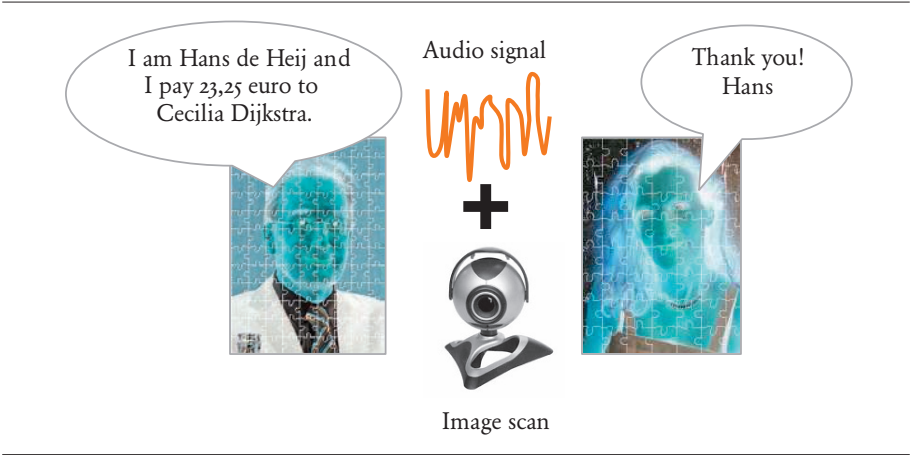 I am Hans de Heij and
I pay 23,25 euro to
Cecilia Dijkstra.
Audio signal
Thank you!
Hans
Image scan